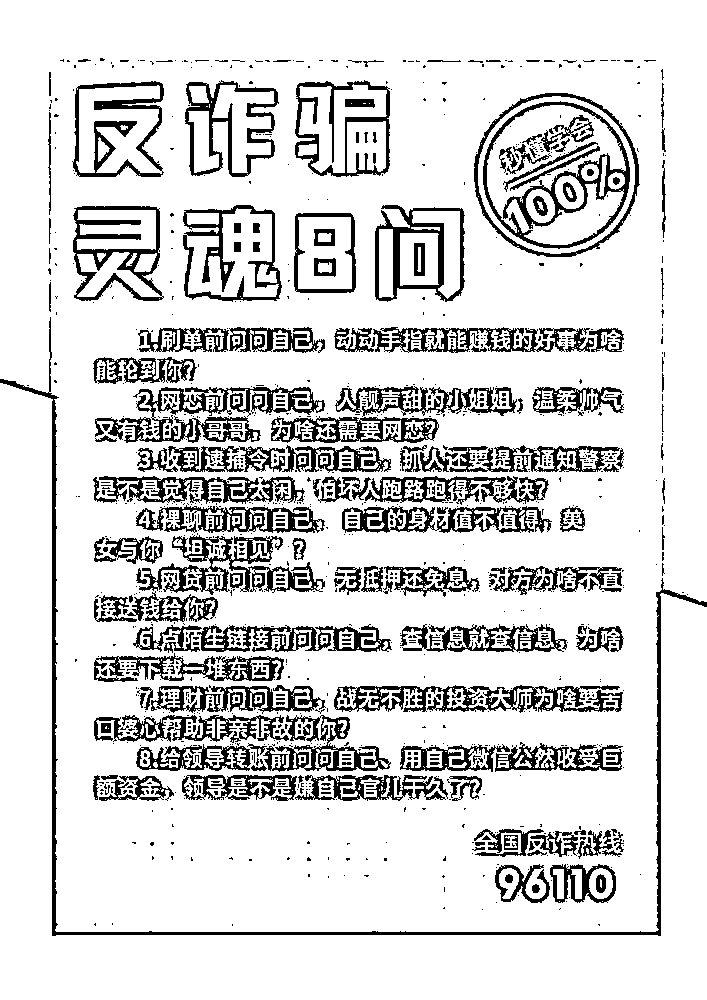 反诈骗
秒懂学会
100%
灵魂8问
1.刷单前问问自己，动动手指就能赚钱的好事为啥
能轮到你？
2.网恋前问问自己，人靓声甜的小姐姐，温柔帅气
又有钱的小哥哥，为啥还需要网恋？
3.收到逮捕令时问问自己，抓人还要提前通知警察
是不是觉得自己太闲，怕坏人跑路跑得不够快？
4.裸聊前问问自己， 自己的身材值不值得，美
女与你“坦诚相见”？
5.网贷前问问自己，无抵押还免息，对方为啥不直
接送钱给你？
6.点陌生链接前问问自己，查信息就查信息，为啥
还要下载一堆东西？
7.理财前问问自己，战无不胜的投资大师为啥要苦
口婆心帮助非亲非故的你？
8.给领导转账前问问自己、用自己微信公然收受巨
额资金，领导是不是嫌自己官儿干久了？
全国反诈热线
96110